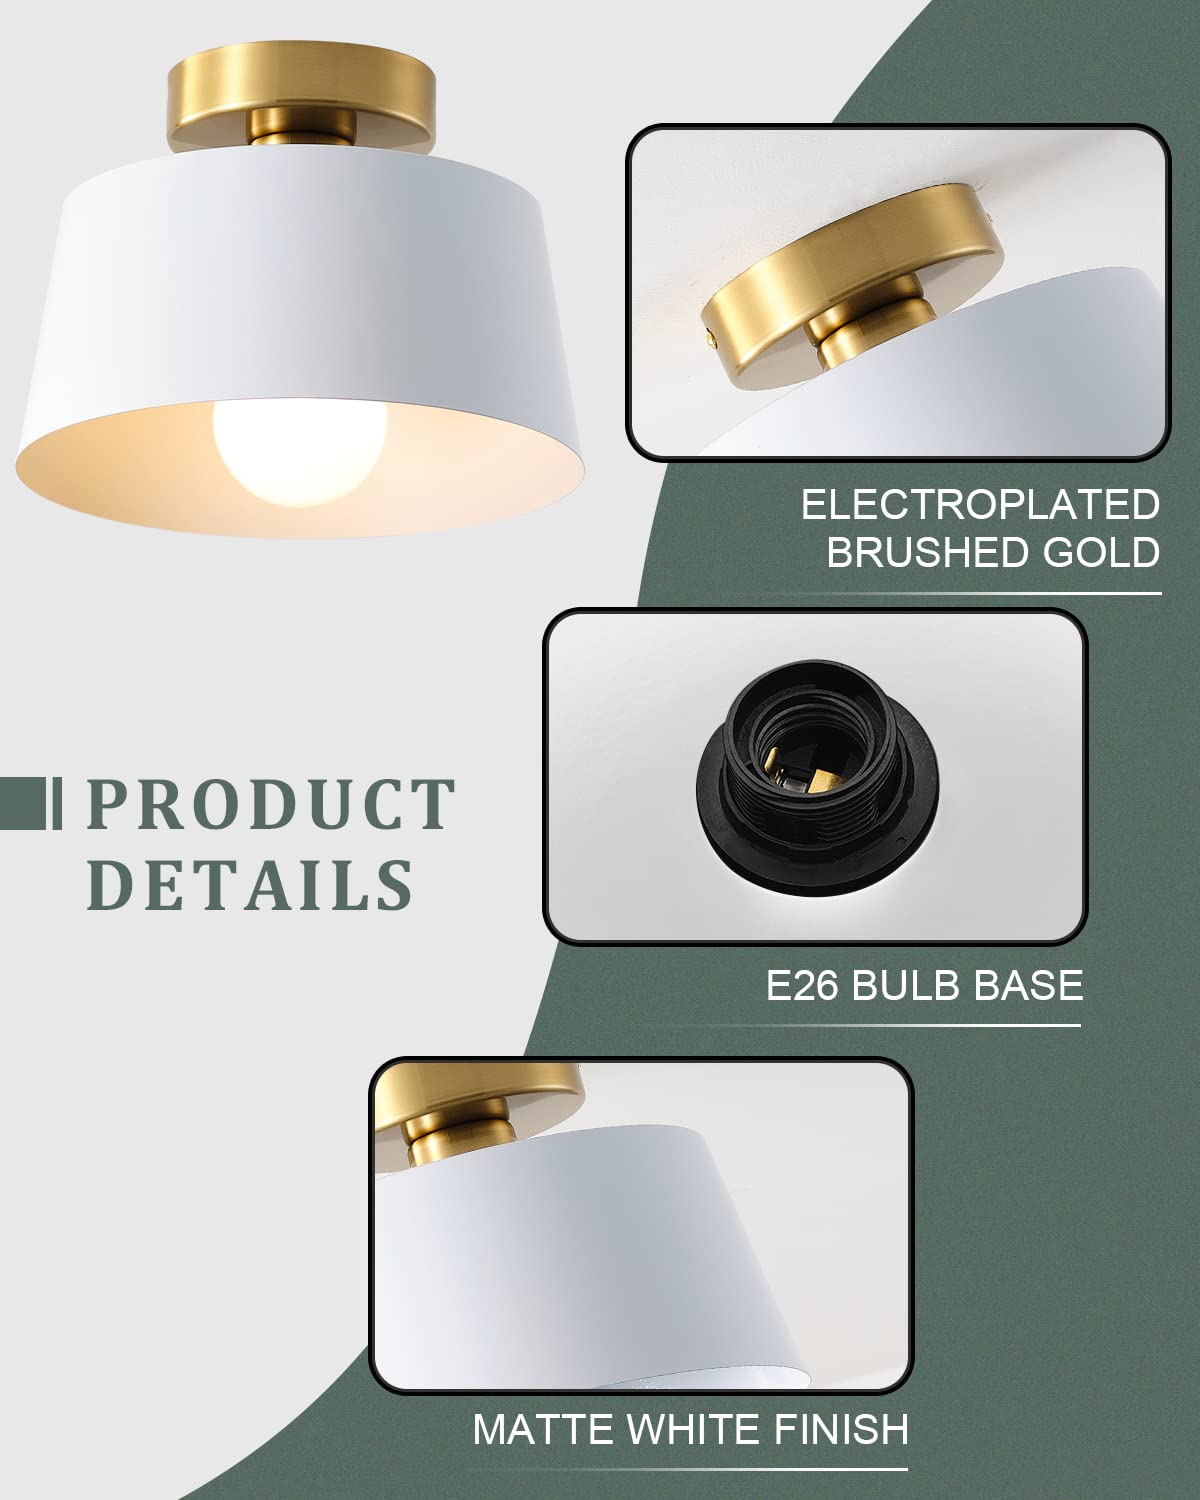 ELECTROPLATED
BRUSHED GOLD
PRODUCT
DETAILS
E26 BULB BASE
MATTE WHITE FINISH